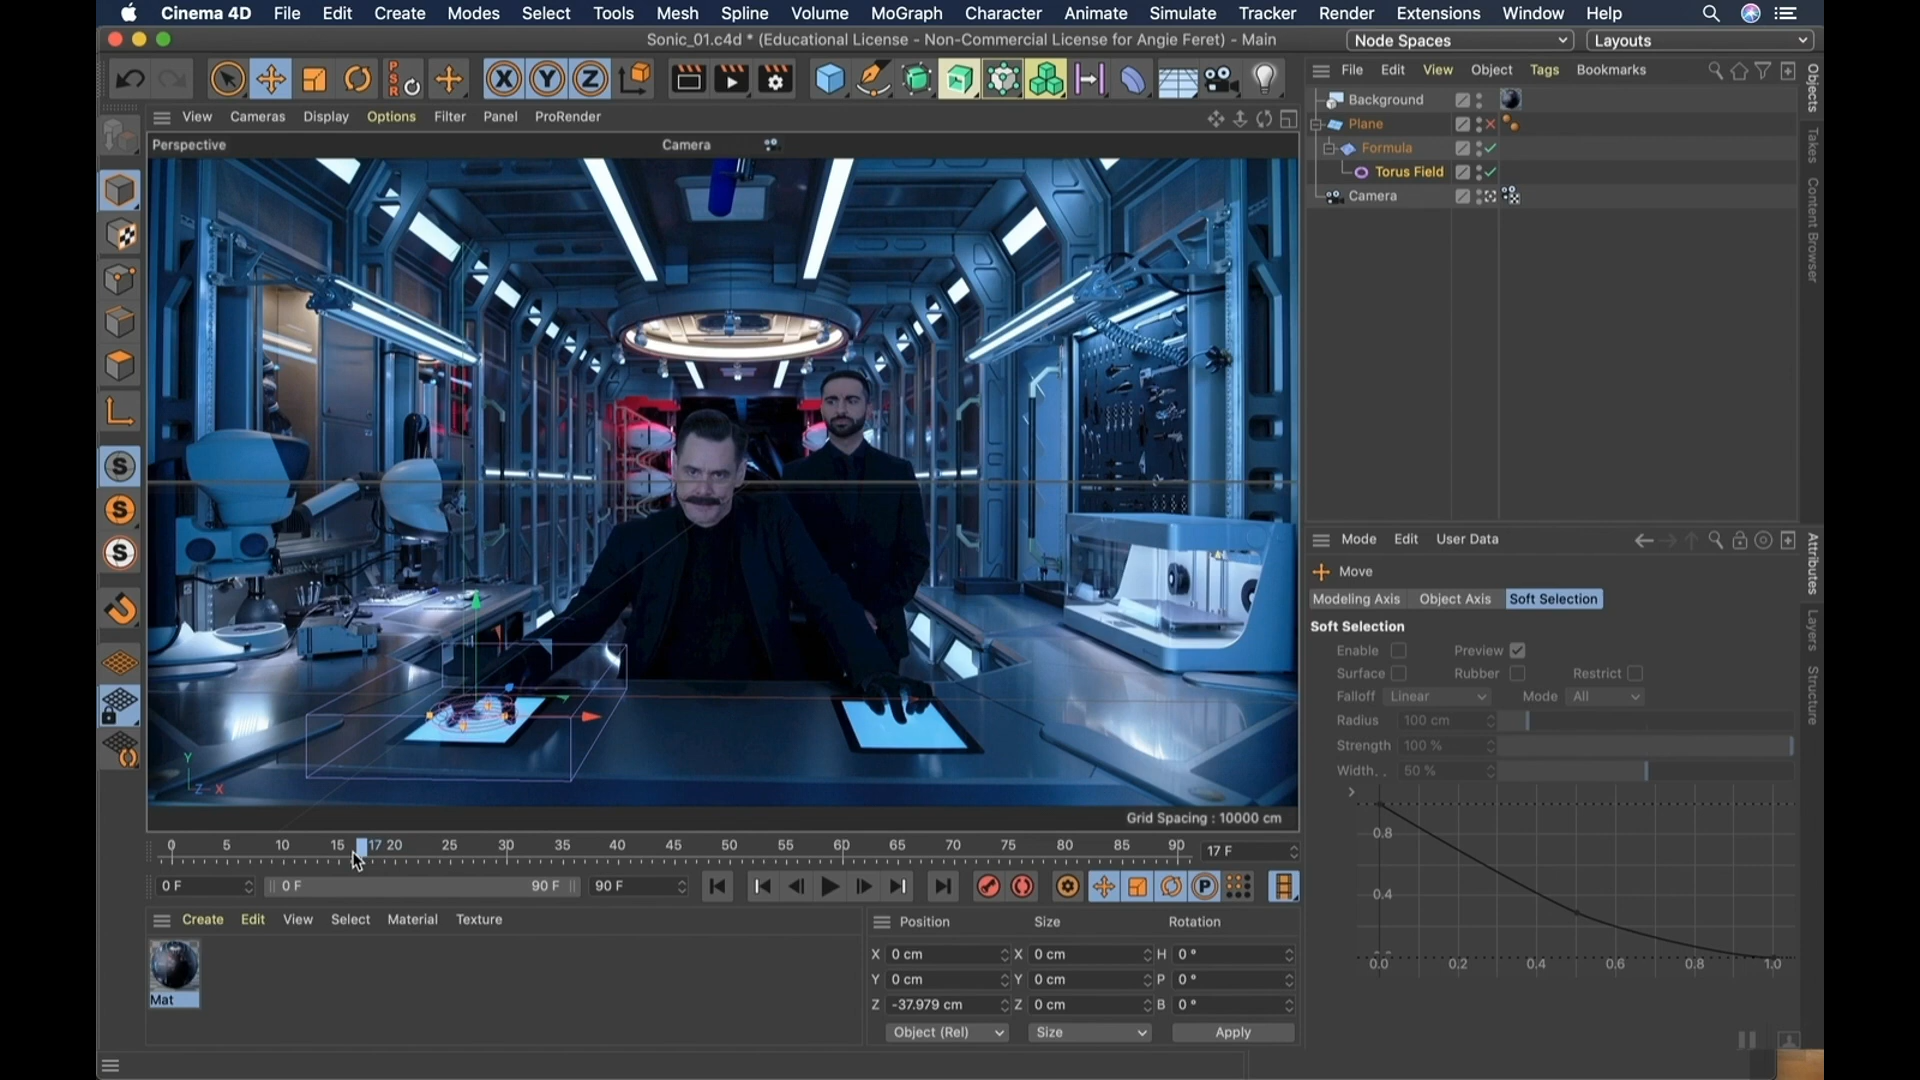 Cinema 4D File Edit Create Modes Select Tools Mesh Spline Volume MoGraph Character Animate Simulate Tracker Render Extensions Window Help
Sonic_01.c4d * (Educational License - Non-Commercial License for Angie Feret) - Main
Node Spaces
Layouts
P
S
R
X Y Z
File Edit View Object Tags Bookmarks
View Cameras Display Options Filter Panel ProRender
Perspective
Camera
Background
Plane
Formula
Torus Field
Camera
Objects
Takes
Content Browser
S
S
S
Y
Z X
Grid Spacing : 10000 cm
Mode Edit User Data
Move
Modeling Axis Object Axis Soft Selection
Soft Selection
Enable Preview
Surface Rubber Restrict
Falloff Linear Mode All
Radius 100 cm
Strength 100 %
Width. . 50 %
0.8
0.4
0.0 0.2 0.4 0.6 0.8 1.0
Attributes
Layers
Structure
0 5 10 15 17 20 25 30 35 40 45 50 55 60 65 70 75 80 85 90
17 F
0 F
0 F
90 F
90 F
P
Create Edit View Select Material Texture
Mat
Position Size Rotation
X 0 cm X 0 cm H 0 °
Y 0 cm Y 0 cm P 0 °
Z -37.979 cm Z 0 cm B 0 °
Object (Rel) Size Apply